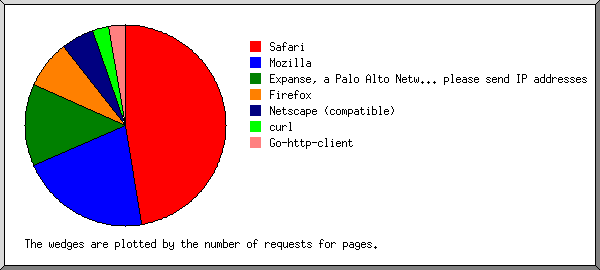 Safari
Mozilla
Expanse, a Palo Alto Netw... please send IP addresses
Firefox
Netscape (compatible)
curl
Go-http-client
The wedges are plotted by the number of requests for pages.